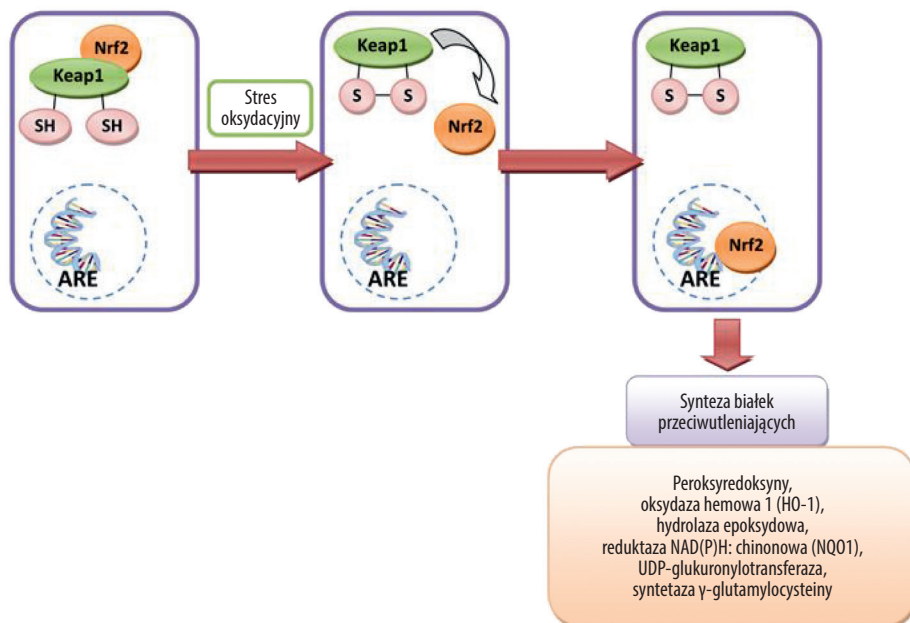 Nrf2
Keap1
SH
SH
ARE
Stres
oksydacyjny
Keap1
S
S
Nrf2
ARE
Keap1
S
S
Nrf2
ARE
Synteza białek
przeciwutleniających
Peroksyredoksyny,
oksydaza hemowa 1 (HO-1),
hydrolaza epoksydowa,
reduktaza NAD(P)H: chinonowa (NQO1),
UDP-glukuronylotransferaza,
syntetaza γ-glutamylocysteiny